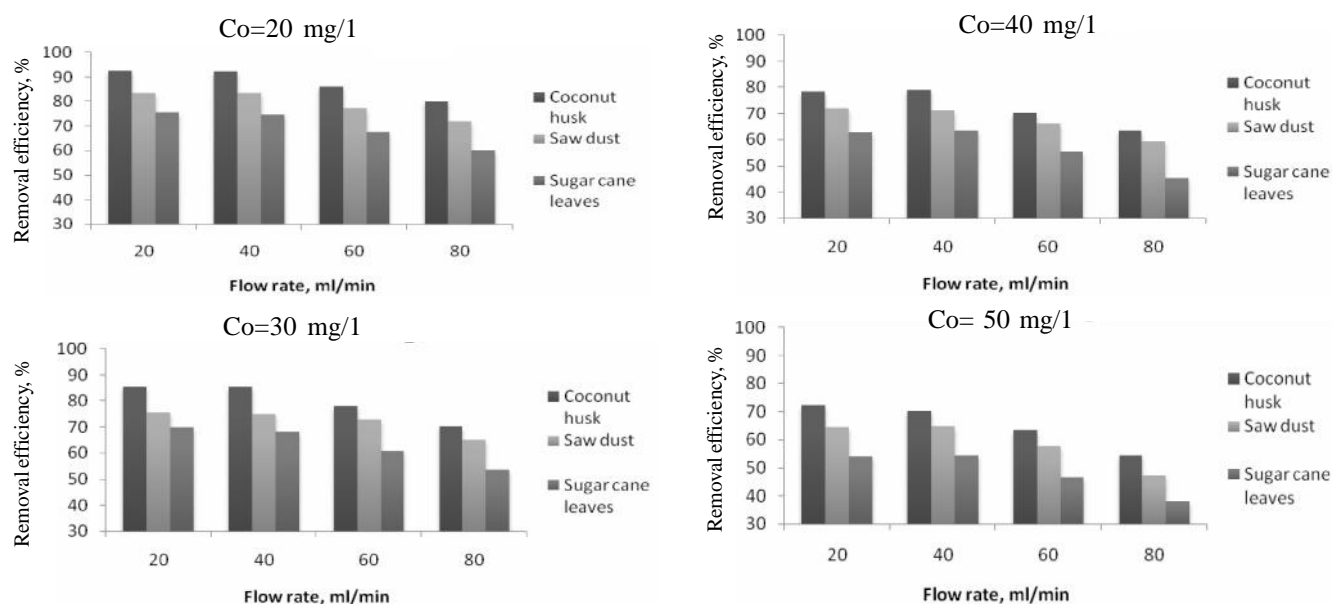 Co=20 mg/1
Removal efficiency, %
100
90
80
70
60
50
40
30
20
40
60
80
Flow rate, ml/min
Coconut
husk
Saw dust
Sugar cane
leaves
Co=40 mg/1
Removal efficiency, %
100
90
80
70
60
50
40
30
20
40
60
80
Flow rate, ml/min
Coconut
husk
Saw dust
Sugar cane
leaves
Co=30 mg/1
Removal efficiency, %
100
90
80
70
60
50
40
30
20
40
60
80
Flow rate, ml/min
Coconut
husk
Saw dust
Sugar cane
leaves
Co= 50 mg/1
Removal efficiency, %
100
90
80
70
60
50
40
30
20
40
60
80
Flow rate, ml/min
Coconut
husk
Saw dust
Sugar cane
leaves